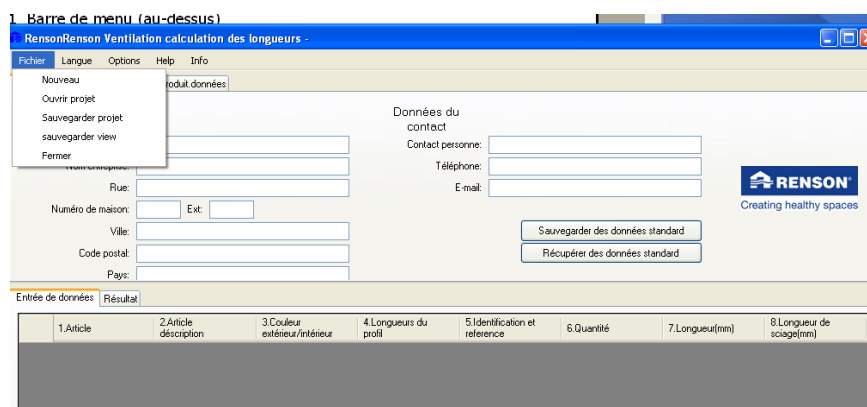 1 Barre de menu (au-dessus)
RensonRenson Ventilation calculation des longueurs -
Fichier Langue Options Help Info
Nouveau
Ouvrir projet
Sauvegarder projet
sauvegarder view
Fermer
roduit.données
Données du
contact
Contact personne:
Téléphone:
E-mail:
Rue:
Numéro de maison: Ext:
Ville:
Code postal:
Pays:
Sauvegarder des données standard
Récupérer des données standard
RENSON
Creating healthy spaces
Entrée de données Résultat
1.Article
2.Article
déscription
3.Couleur
extérieur/intérieur
4.Longueurs du
profil
5.Identification et
reference
6.Quantité
7.Longueur(mm)
8.Longueur de
sciage(mm)